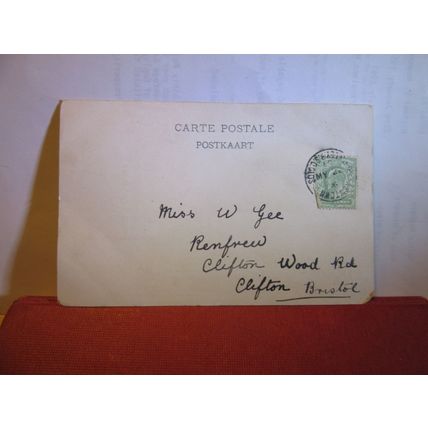 CARTE POSTALE
POSTKAART
Miss W Gee
Renfrew
Clifton Wood Rd
Clifton Bristol